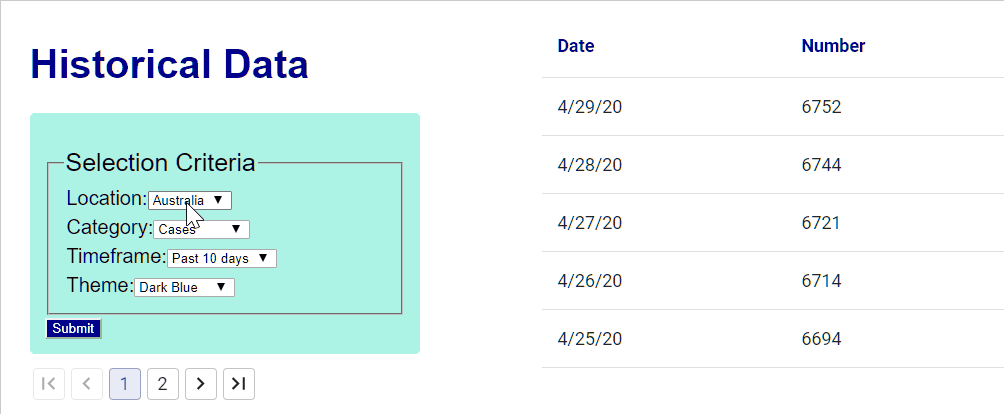 Historical Data
Selection Criteria
Location: Australia
Category: Cases
Timeframe: Past 10 days
Theme: Dark Blue
Submit
1 2
Date Number
4/29/20 6752
4/28/20 6744
4/27/20 6721
4/26/20 6714
4/25/20 6694